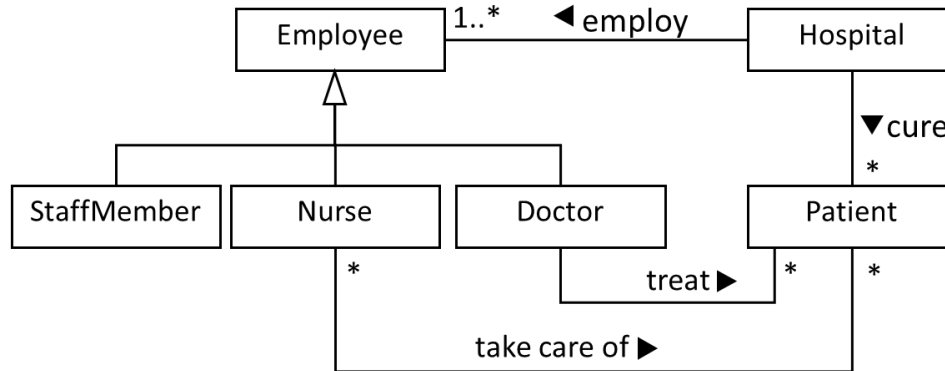 Employee
1..*
◀ employ
Hospital
▼ cure
*
StaffMember
Nurse
Doctor
Patient
*
treat ▶
*
*
take care of ▶